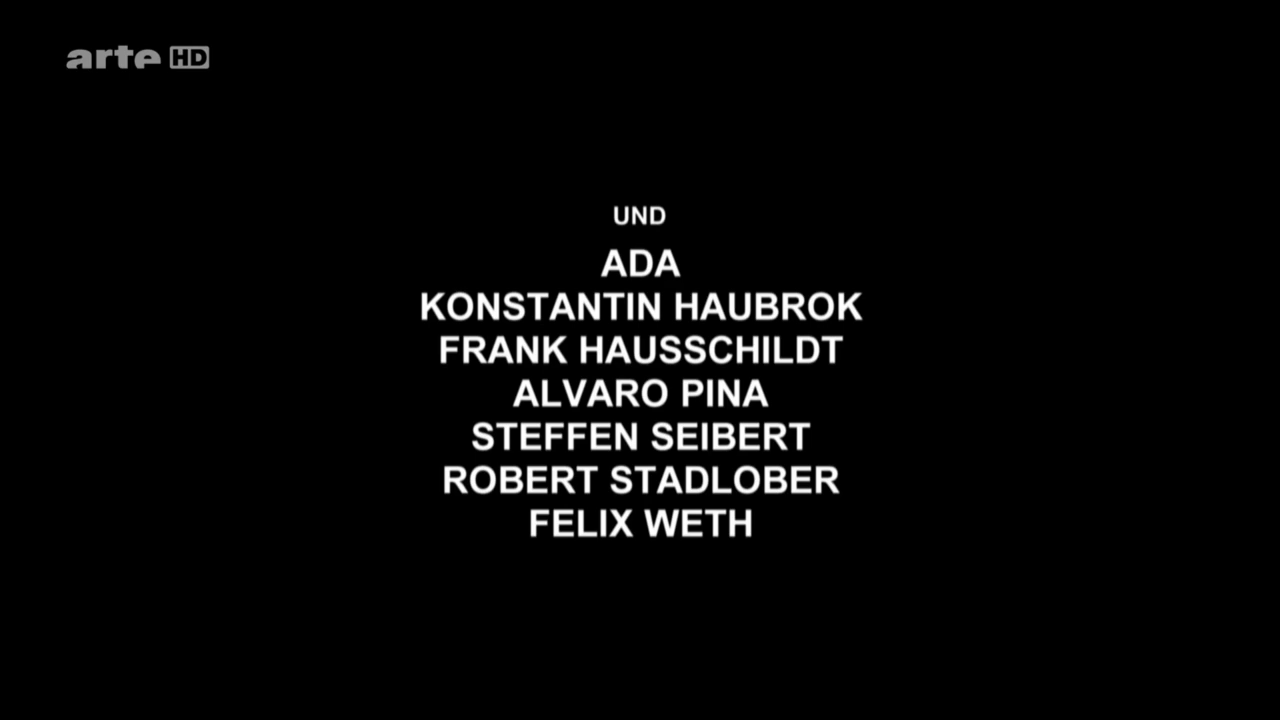 arte HD
UND
ADA
KONSTANTIN HAUBROK
FRANK HAUSSCHILDT
ALVARO PINA
STEFFEN SEIBERT
ROBERT STADLOBER
FELIX WETH